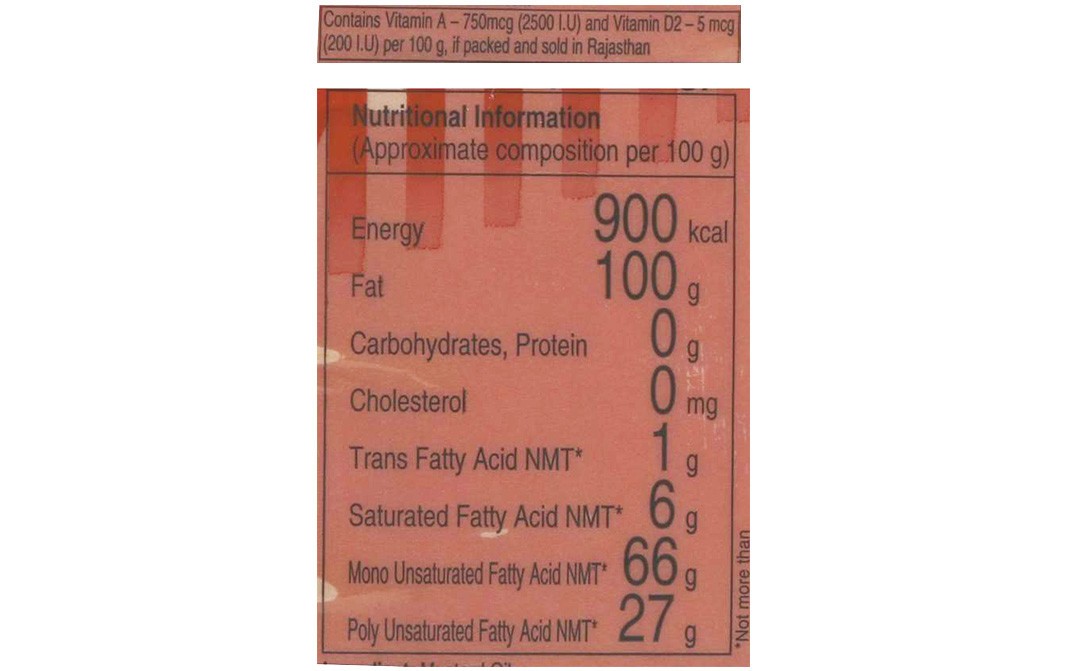 Contains Vitamin A – 750mcg (2500 I.U) and Vitamin D2 – 5 mcg
(200 I.U) per 100 g, if packed and sold in Rajasthan
Nutritional Information
(Approximate composition per 100 g)
Energy 900 kcal
Fat 100 g
Carbohydrates, Protein 0 g
Cholesterol 0 mg
Trans Fatty Acid NMT* 1 g
Saturated Fatty Acid NMT* 6 g
Mono Unsaturated Fatty Acid NMT* 66 g
Poly Unsaturated Fatty Acid NMT* 27 g
*Not more than